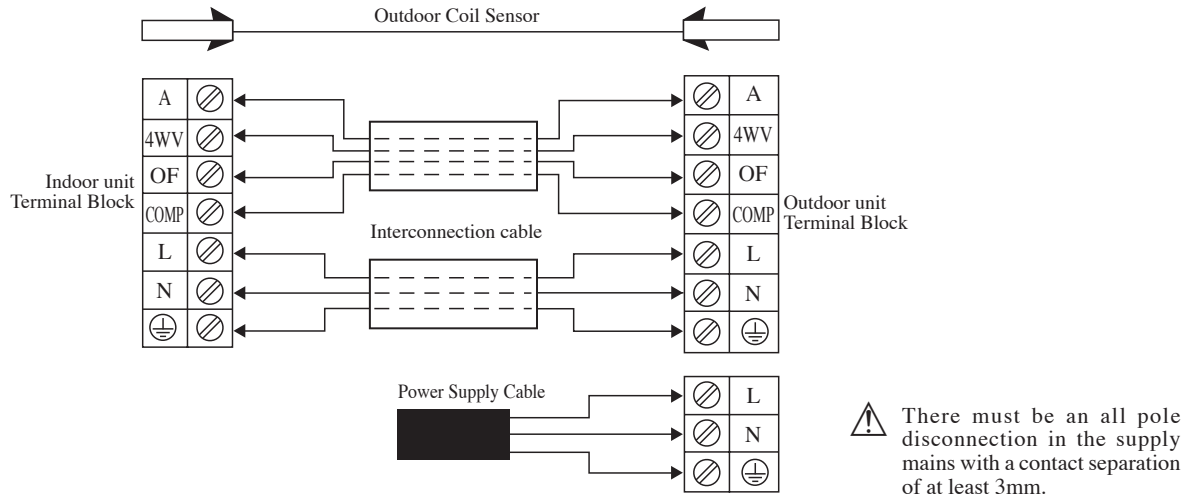 Outdoor Coil Sensor
A
4WV
OF
COMP
L
N
Indoor unit
Terminal Block
Interconnection cable
A
4WV
OF
COMP
L
N
Outdoor unit
Terminal Block
Power Supply Cable
L
N
There must be an all pole
disconnection in the supply
mains with a contact separation
of at least 3mm.